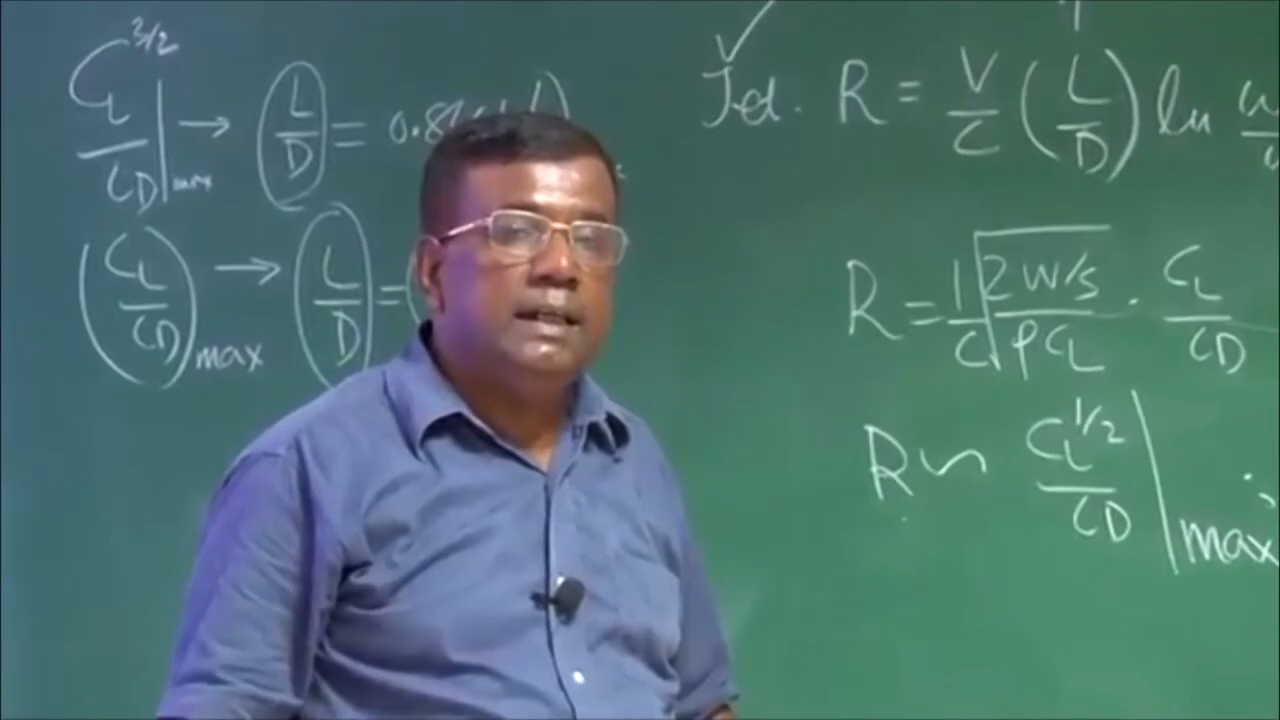 C_L^{3/2}/C_D |max → (L/D) = 0.8
(C_L/C_D)max → (L/D) = (
✓
Jet. R = V/C (L/D) ln
R = 1/C √(2W/S / ρC_L) · C_L/C_D
R ~ C_L^{1/2}/C_D |max